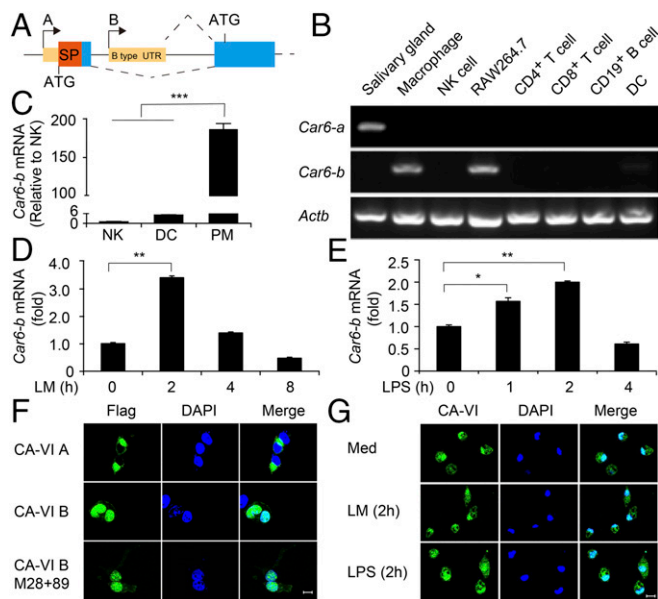 A
A
B
ATG
SP
B type UTR
ATG
B
Salivary gland
Macrophage
NK cell
RAW264.7
CD4+ T cell
CD8+ T cell
CD19+ B cell
DC
Car6-a
Car6-b
Actb
C
***
Car6-b mRNA
(Relative to NK)
200
150
100
6
0
NK DC PM
D
**
Car6-b mRNA
(fold)
4.0
3.0
2.0
1.0
0.0
LM (h) 0 2 4 8
E
**
*
Car6-b mRNA
(fold)
2.5
2.0
1.5
1.0
0.5
0.0
LPS (h) 0 1 2 4
F
Flag DAPI Merge
CA-VI A
CA-VI B
CA-VI B
M28+89
G
CA-VI DAPI Merge
Med
LM (2h)
LPS (2h)